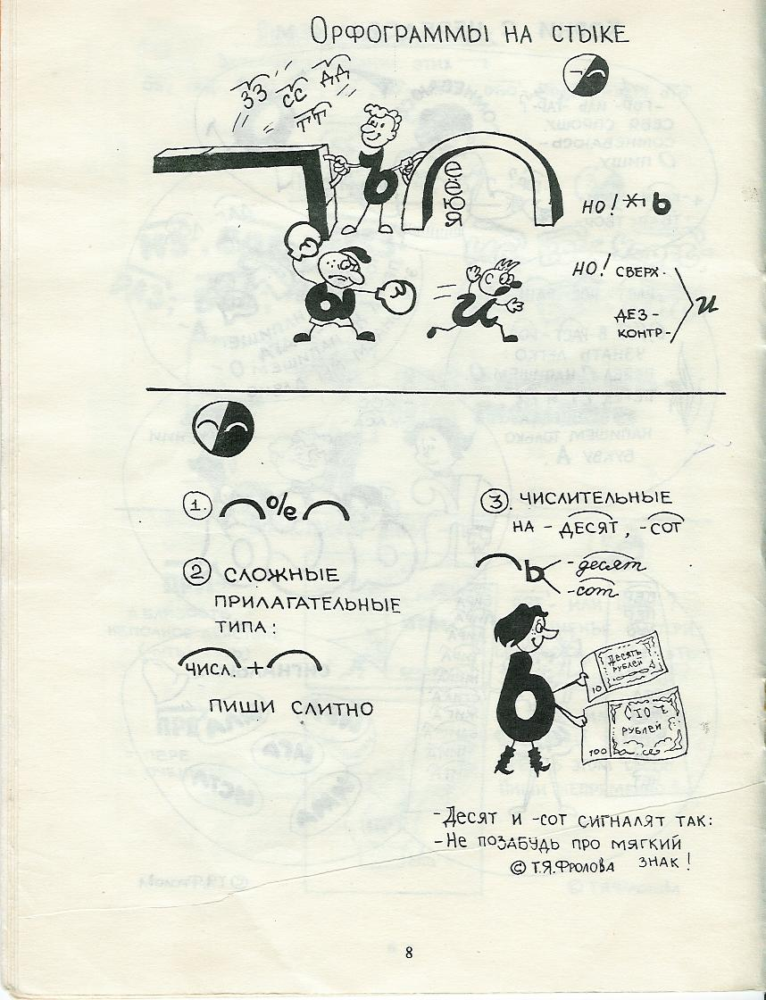 Орфограммы на стыке
зз сс дд
тт
ъ
е ё ю я
НО! ь
ы
и
НО! СВЕРХ-
ДЕЗ-
КОНТР-
и
1. о/е
2 СЛОЖНЫЕ
ПРИЛАГАТЕЛЬНЫЕ
ТИПА:
ЧИСЛ. +
ПИШИ СЛИТНО
3. ЧИСЛИТЕЛЬНЫЕ
НА -ДЕСЯТ, -СОТ
ь -десят
-сот
ь
ДЕСЯТЬ
РУБЛЕЙ
10
СТО
РУБЛЕЙ
100
-Десят и -сот сигналят так:
-Не позабудь про мягкий
знак!
© Т.Я.Фролова
8